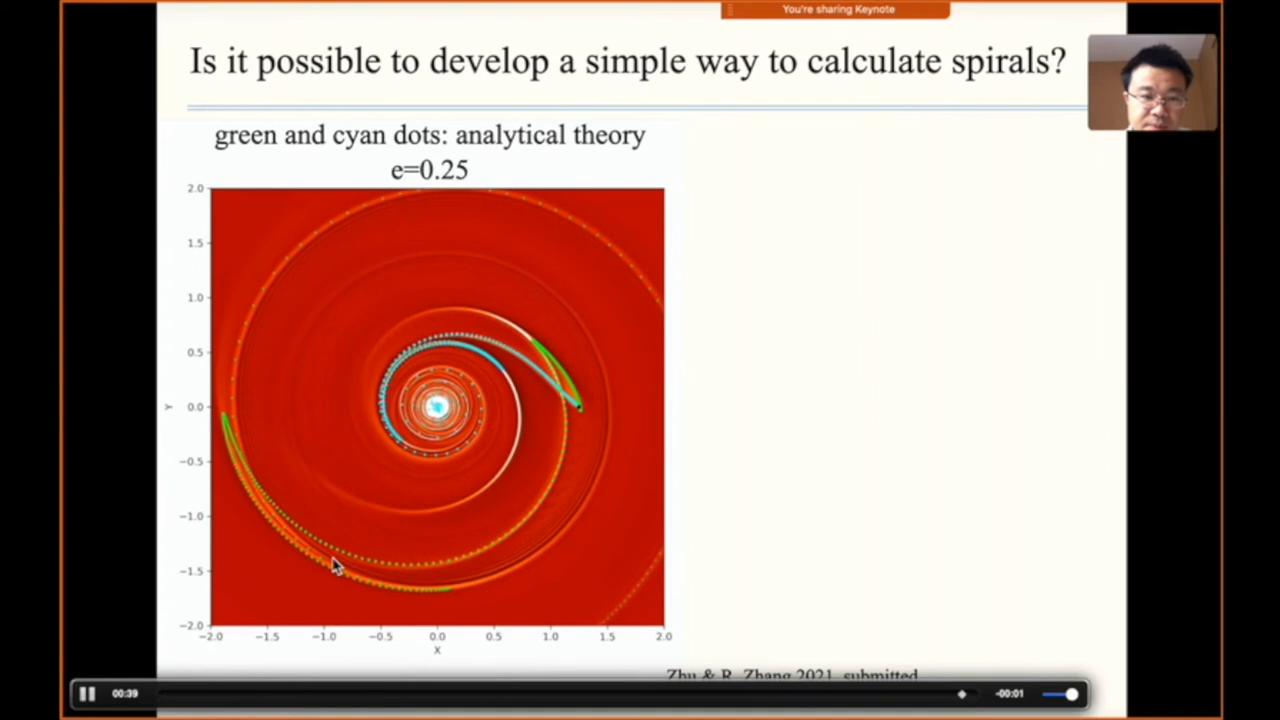 You're sharing Keynote
Is it possible to develop a simple way to calculate spirals?
green and cyan dots: analytical theory
e=0.25
2.0
1.5
1.0
0.5
0.0
−0.5
−1.0
−1.5
−2.0
Y
−2.0 −1.5 −1.0 −0.5 0.0 0.5 1.0 1.5 2.0
X
Zhu & R. Zhang 2021, submitted
00:39
-00:01